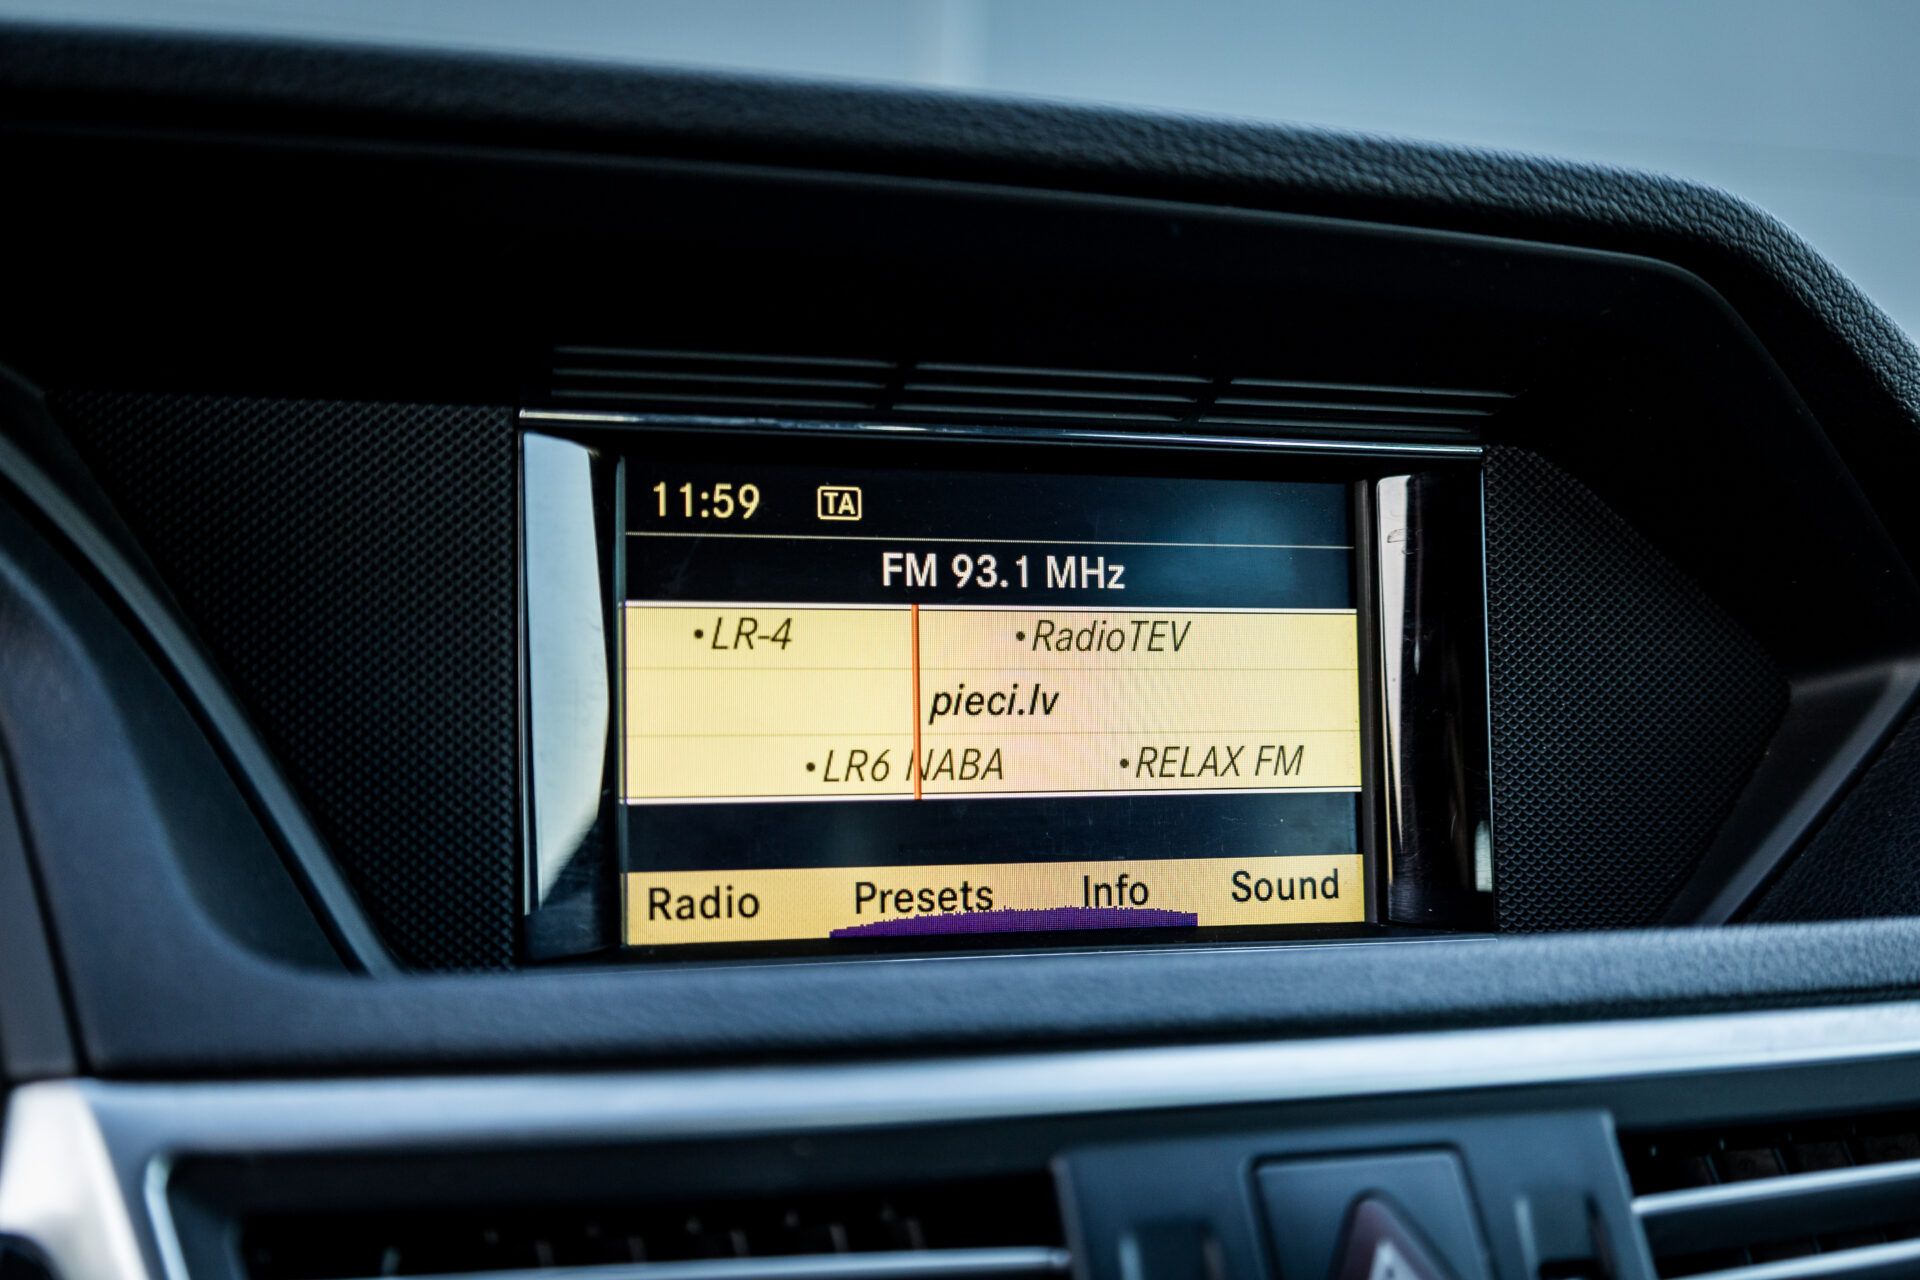 11:59 TA
FM 93.1 MHz
•LR-4 •RadioTEV
pieci.lv
•LR6 NABA •RELAX FM
Radio Presets Info Sound